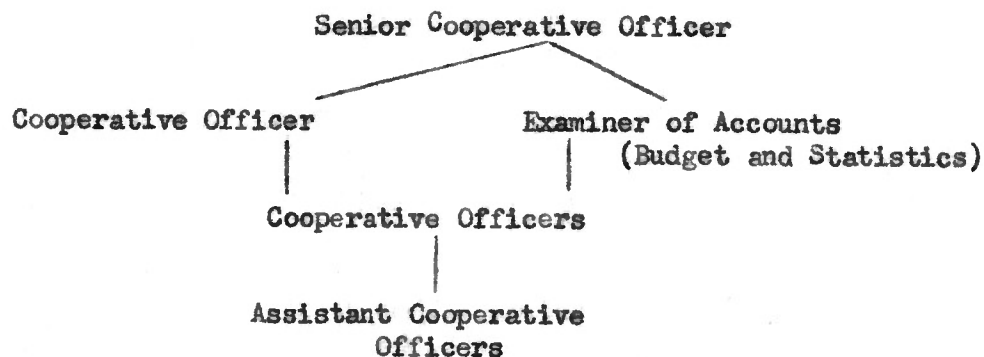 Senior Cooperative Officer
Cooperative Officer
Examiner of Accounts
(Budget and Statistics)
Cooperative Officers
Assistant Cooperative
Officers